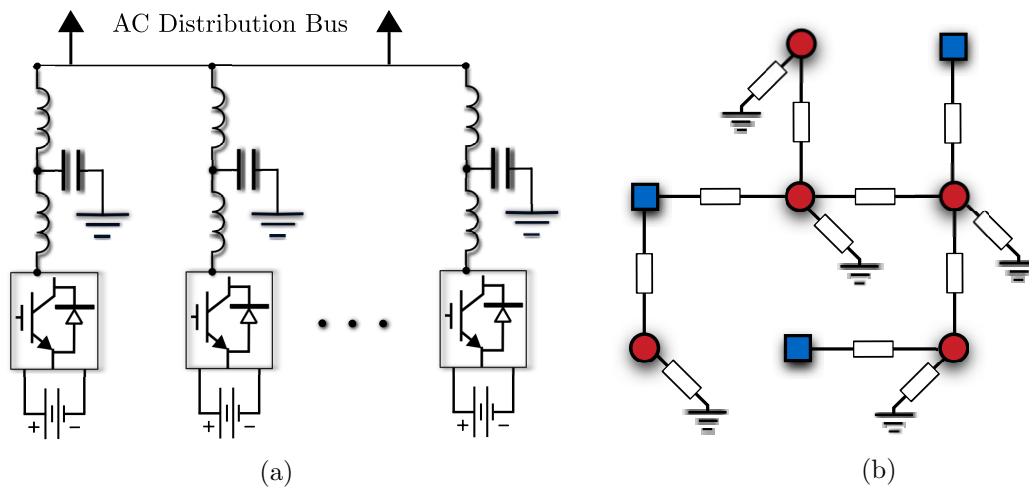 AC Distribution Bus
+ − + − + −
(a)
(b)